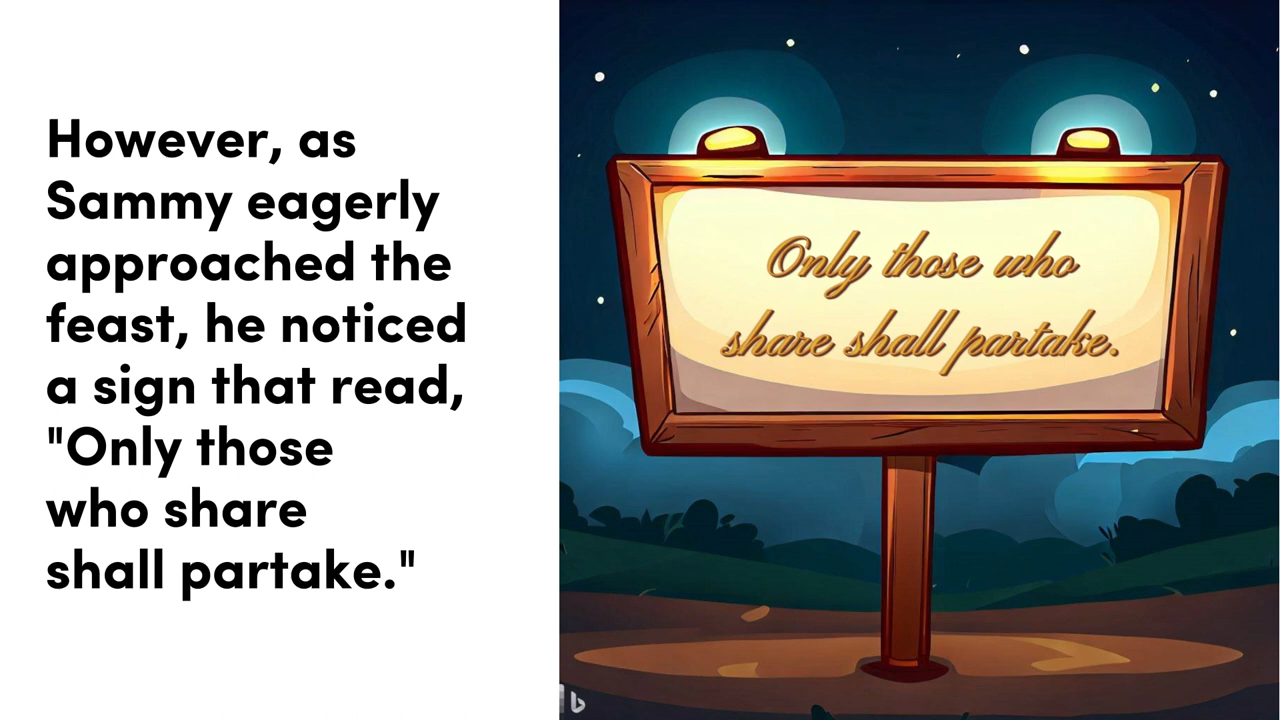 However, as
Sammy eagerly
approached the
feast, he noticed
a sign that read,
"Only those
who share
shall partake."
Only those who
share shall partake.